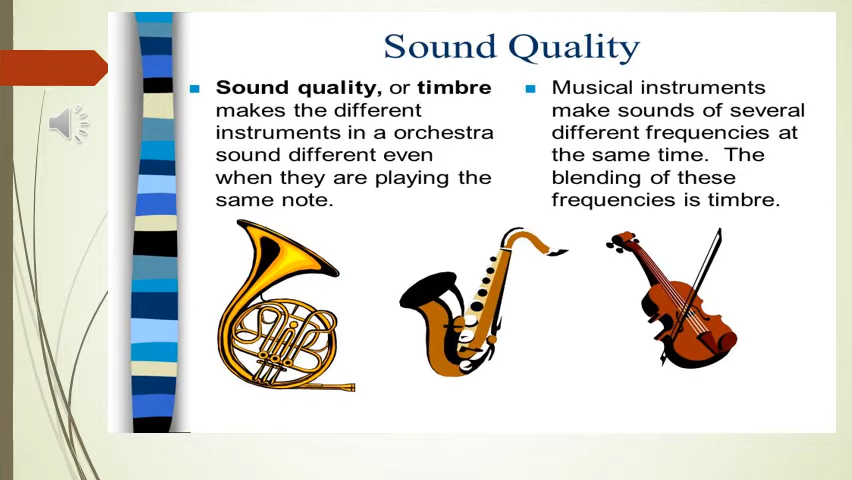 Sound Quality
Sound quality, or timbre
makes the different
instruments in a orchestra
sound different even
when they are playing the
same note.
Musical instruments
make sounds of several
different frequencies at
the same time. The
blending of these
frequencies is timbre.